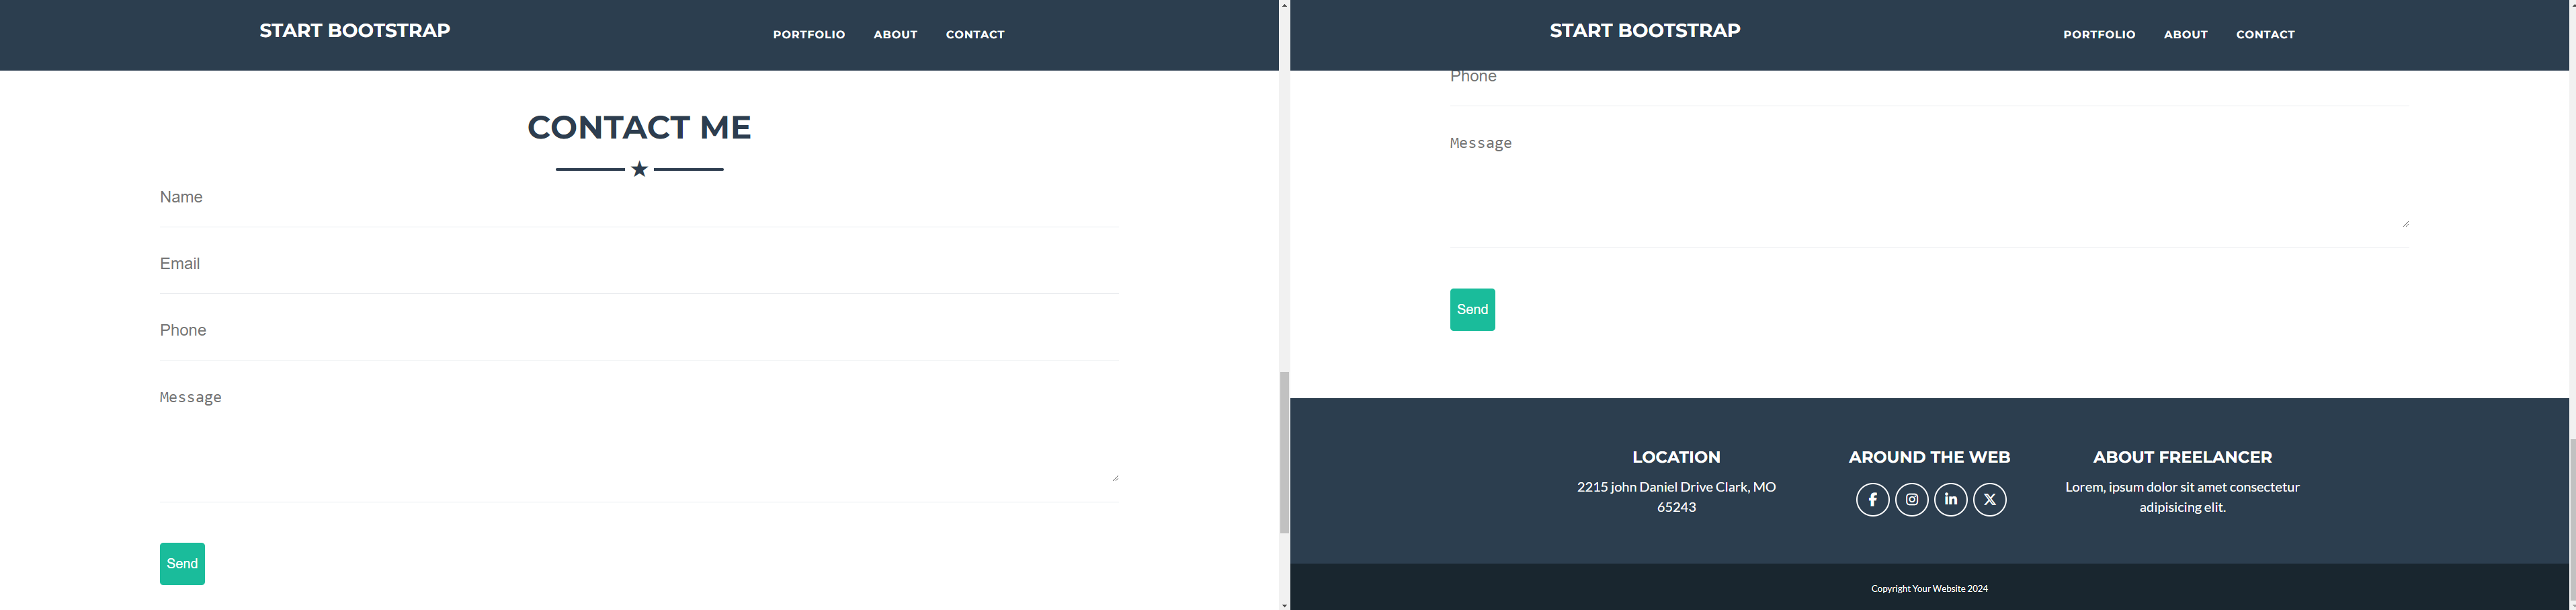 START BOOTSTRAP
PORTFOLIO ABOUT CONTACT
CONTACT ME
Name
Email
Phone
Message
Send
START BOOTSTRAP
PORTFOLIO ABOUT CONTACT
Phone
Message
Send
LOCATION
2215 john Daniel Drive Clark, MO
65243
AROUND THE WEB
ABOUT FREELANCER
Lorem, ipsum dolor sit amet consectetur
adipisicing elit.
Copyright Your Website 2024